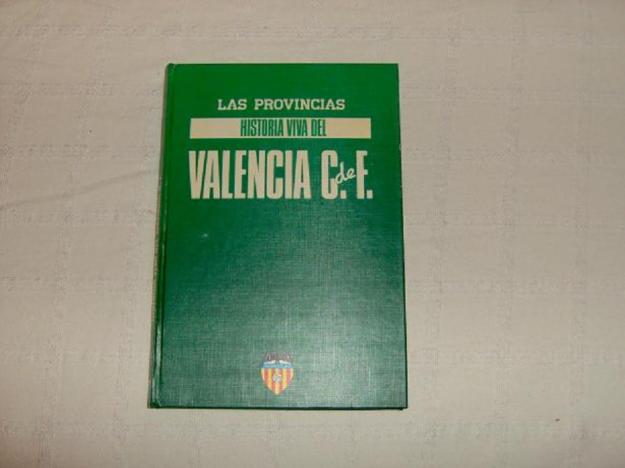 LAS PROVINCIAS
HISTORIA VIVA DEL
VALENCIA C. de F.